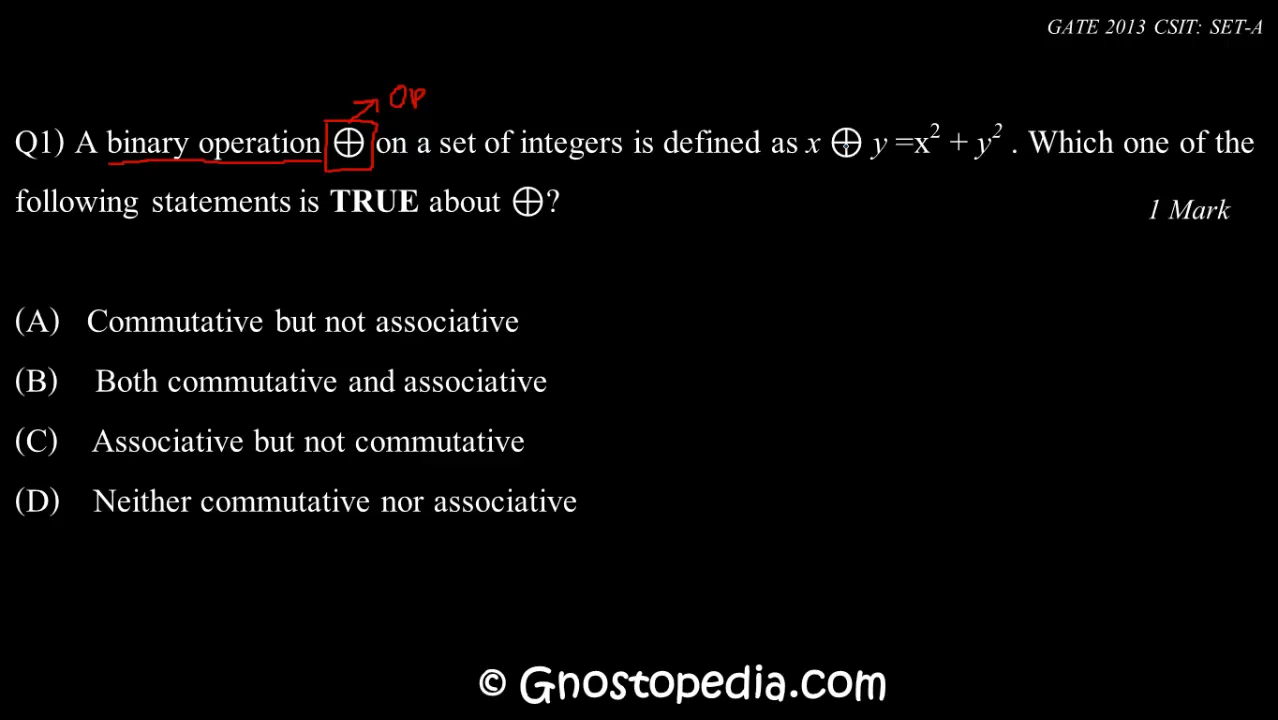 GATE 2013 CSIT: SET-A
OP
Q1) A binary operation ⊕ on a set of integers is defined as x ⊕ y =x² + y² . Which one of the
following statements is TRUE about ⊕?
1 Mark
(A) Commutative but not associative
(B) Both commutative and associative
(C) Associative but not commutative
(D) Neither commutative nor associative
© Gnostopedia.com